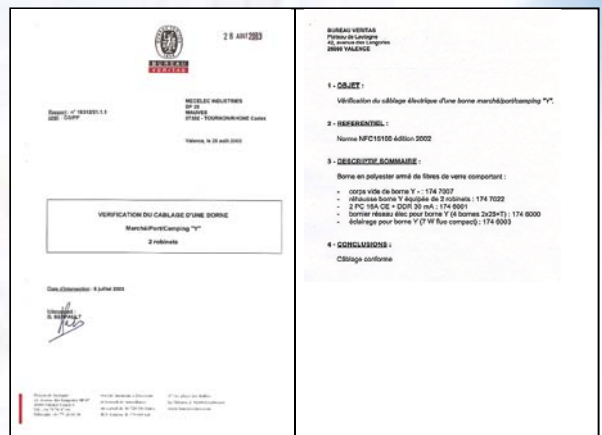 28 AOUT 2003
BUREAU
VERITAS
MECELEC INDUSTRIES
BP 25
MAUVES
07300 - TOURNON/RHONE Cedex
Valence, le 25 août 2003
VERIFICATION DU CABLAGE D'UNE BORNE
Marché/Port/Camping "Y"
2 robinets
Date d'intervention : 8 juillet 2003
BUREAU VERITAS
Plateau de Lautagne
42, avenue des Langories
26000 VALENCE
1 - OBJET :
Vérification du câblage électrique d'une borne marché/port/camping "Y".
2 - REFERENTIEL :
Norme NFC15100 édition 2002
3 - DESCRIPTIF SOMMAIRE :
Borne en polyester armé de fibres de verre comportant :
- corps vide de borne Y - : 174 7007
- réhausse borne Y équipée de 2 robinets : 174 7022
- 2 PC 16A CE + DDR 30 mA : 174 6001
- bornier réseau élec pour borne Y (4 bornes 2x25+T) : 174 6000
- éclairage pour borne Y (7 W fluo compact) : 174 6003
4 - CONCLUSIONS :
Câblage conforme